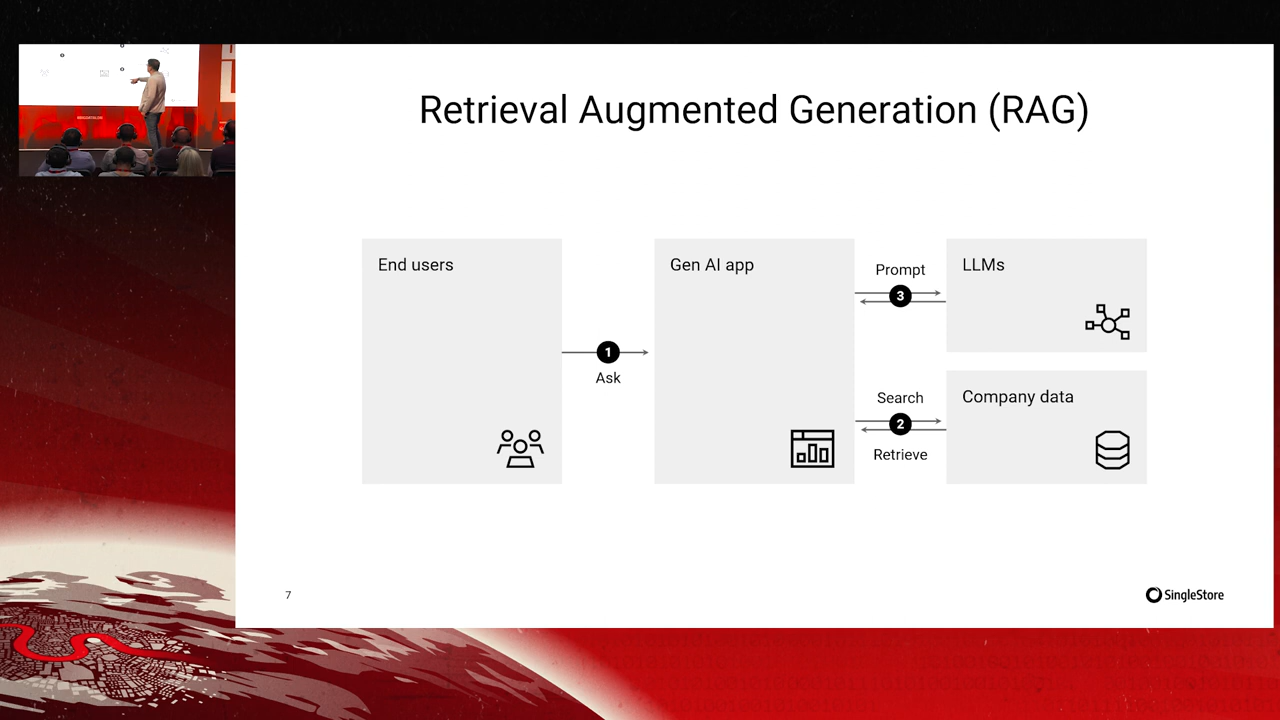 Retrieval Augmented Generation (RAG)
End users
1
Ask
Gen AI app
Prompt
3
LLMs
Search
2
Retrieve
Company data
7
SingleStore